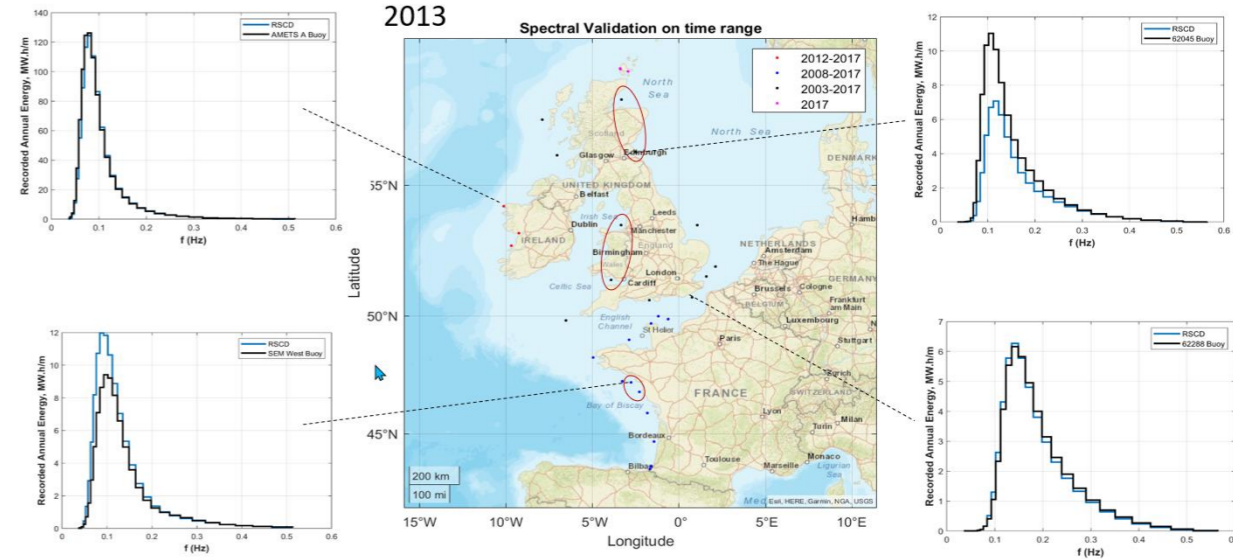 2013
Spectral Validation on time range
2012-2017
2008-2017
2003-2017
2017
Recorded Annual Energy, MW.h/m
140
120
100
80
60
40
20
0
0 0.1 0.2 0.3 0.4 0.5 0.6
f (Hz)
RSCD
AMETS A Buoy
Recorded Annual Energy, MW.h/m
12
10
8
6
4
2
0
0 0.1 0.2 0.3 0.4 0.5 0.6
f (Hz)
RSCD
62045 Buoy
Latitude
55°N
50°N
45°N
North Sea
North Sea
Scotland
Glasgow
Edinburgh
DENMARK
UNITED KINGDOM
Belfast
Irish Sea
Leeds
Dublin
Manchester
IRELAND
England
Birmingham
Wales
London
Cardiff
Celtic Sea
English Channel
St Helier
NETHERLANDS
Amsterdam
The Hague
Hamb
GERMANY
Brussels
Cologne
BELGIUM
Frankfurt am Main
Luxembourg
Paris
Stuttgart
Zurich
FRANCE
SWITZERLAND
Bay of Biscay
Lyon
Milan
Turin
Bordeaux
Monaco
Toulouse
Ligurian Sea
Marseille
Bilbao
200 km
100 mi
Med
Esri, HERE, Garmin, NGA, USGS
15°W 10°W 5°W 0° 5°E 10°E
Longitude
Recorded Annual Energy, MW.h/m
12
10
8
6
4
2
0
0 0.1 0.2 0.3 0.4 0.5 0.6
f (Hz)
RSCD
SEM West Buoy
Recorded Annual Energy, MW.h/m
7
6
5
4
3
2
1
0
0 0.1 0.2 0.3 0.4 0.5 0.6
f (Hz)
RSCD
62288 Buoy